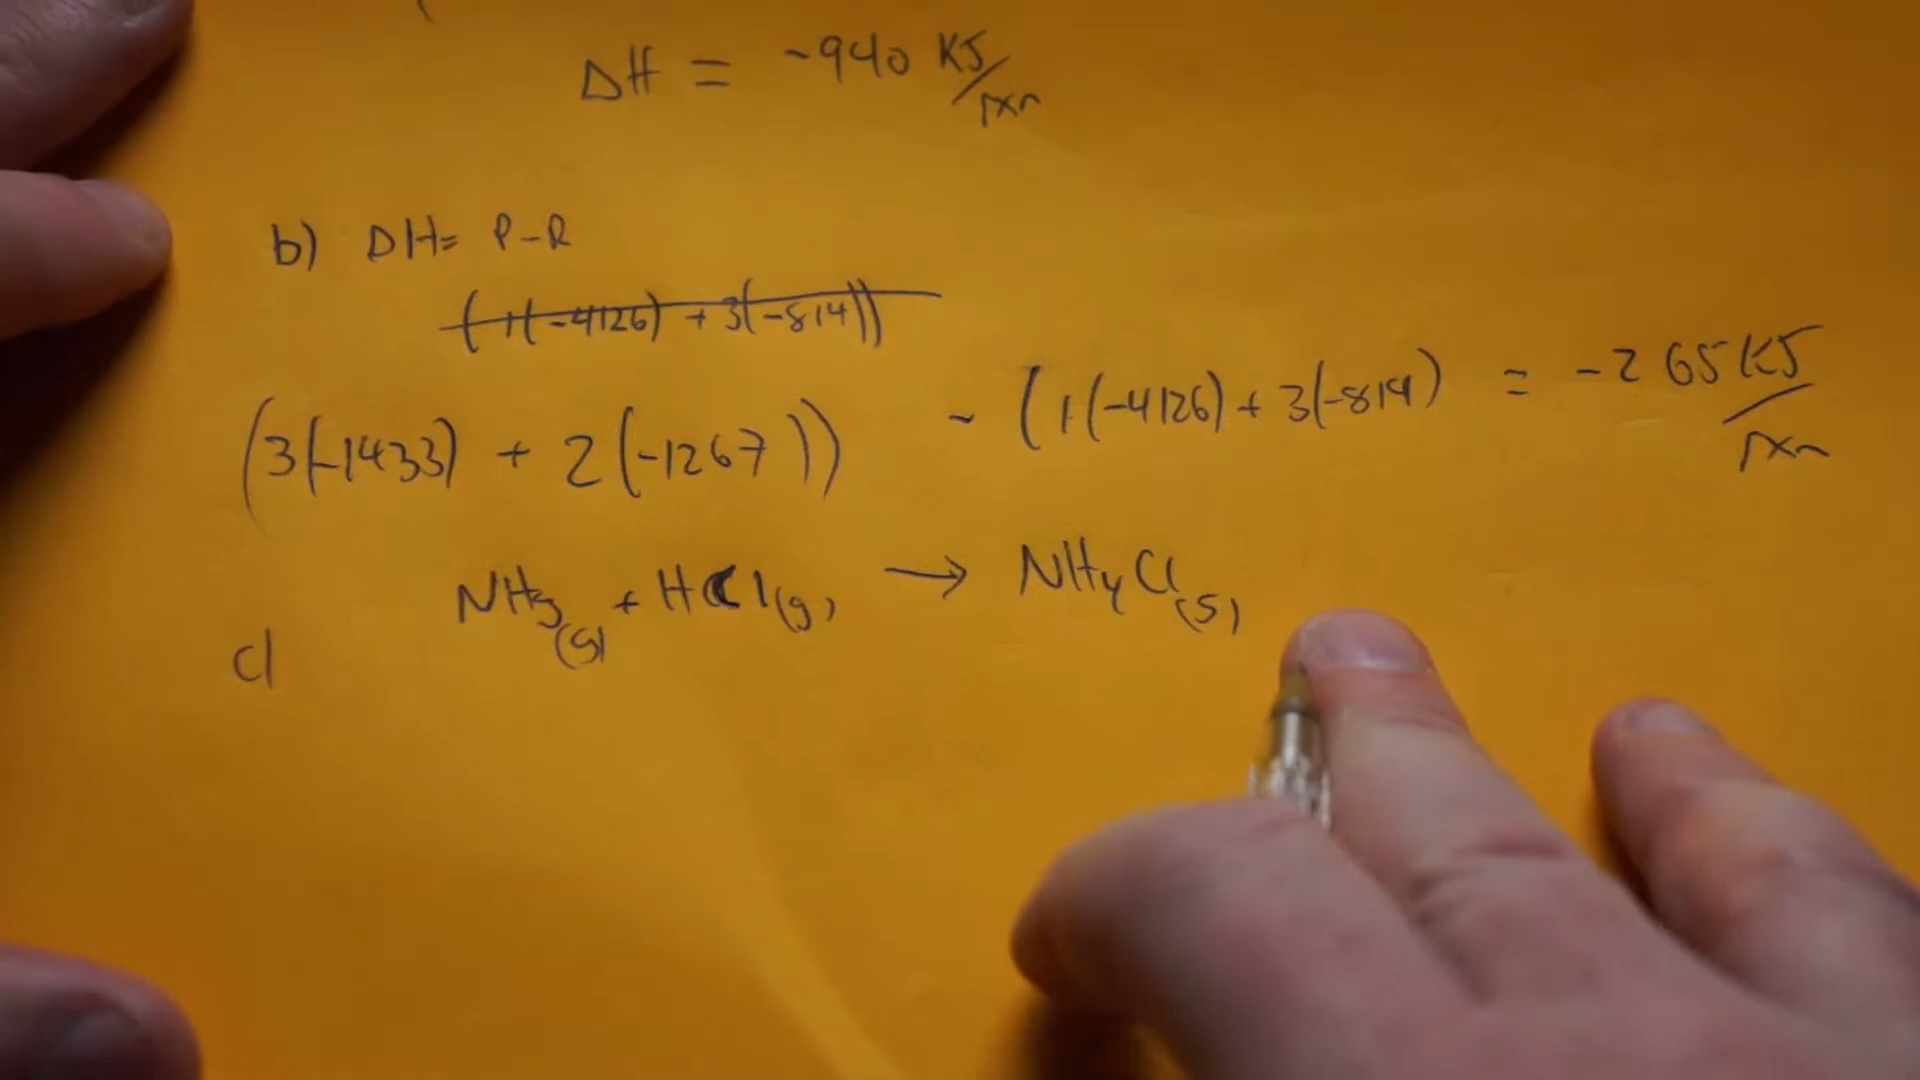 ΔH = -940 KJ/rxn
b) ΔH= P-R
(1(-4126) + 3(-814))
(3(-1433) + 2(-1267)) - (1(-4126) + 3(-814) = -265 KJ/rxn
c) NH3(g) + HCl(g) → NH4Cl(s)